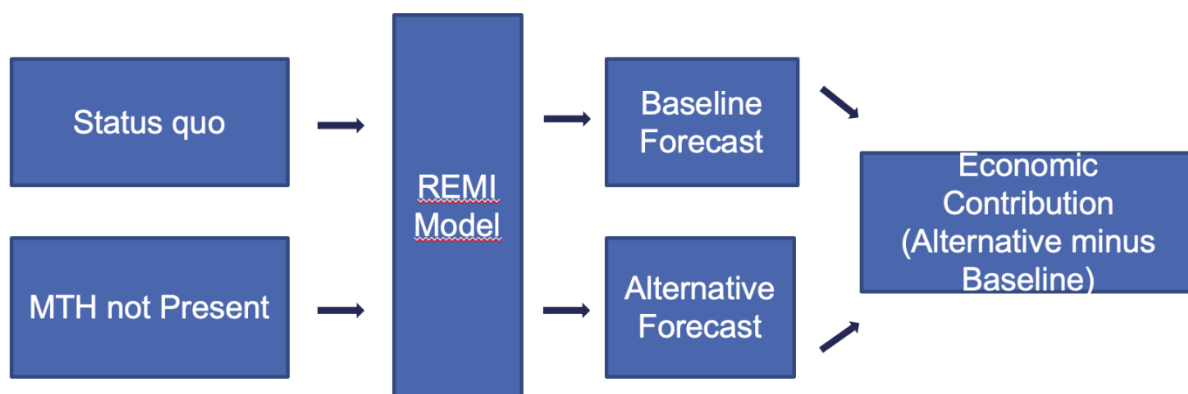 Status quo
MTH not Present
REMI
Model
Baseline
Forecast
Alternative
Forecast
Economic
Contribution
(Alternative minus
Baseline)